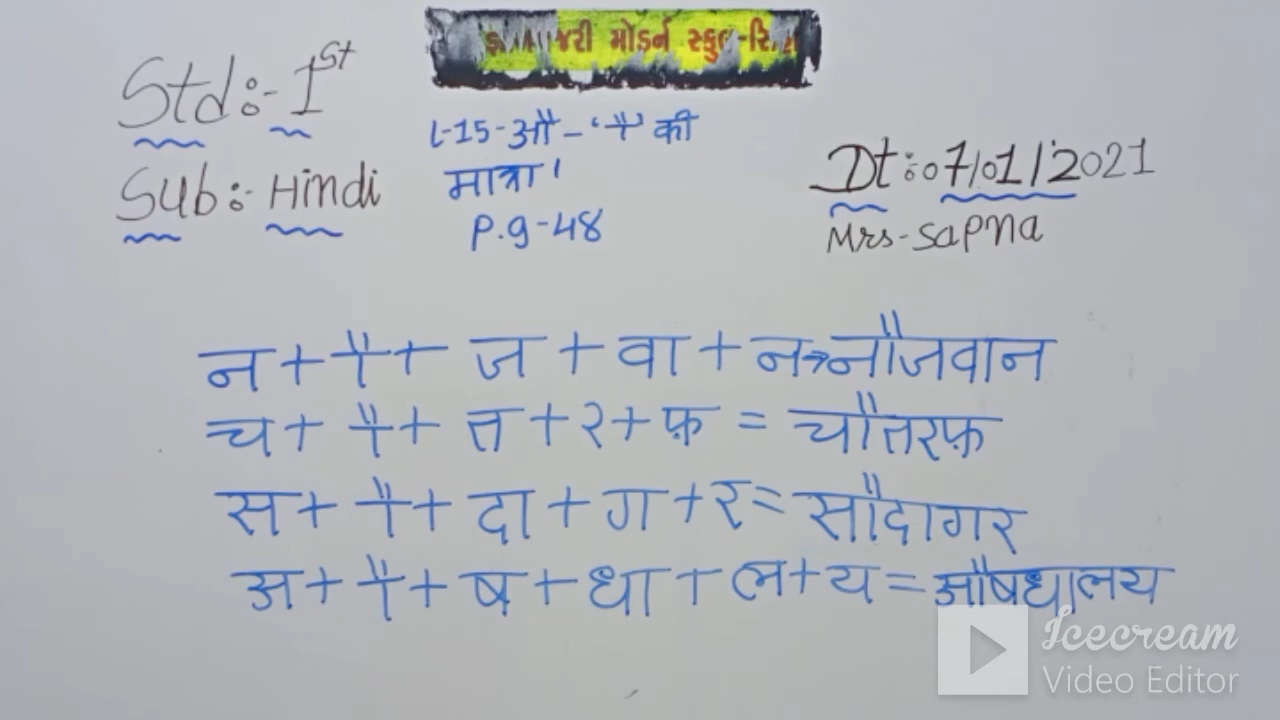 મોડર્ન સ્કુલ
Std:- 1st
Sub:- Hindi
L-15-औ-'ौ' की
मात्रा।
P.g-48
Dt:07/01/2021
Mrs-Sapna
न + ौ + ज + वा + न→नौजवान
च + ौ + त्त + र + फ़ = चौतरफ़
स + ौ + दा + ग + र = सौदागर
अ + ौ + ष + धा + ल + य = औषधालय
Icecream
Video Editor